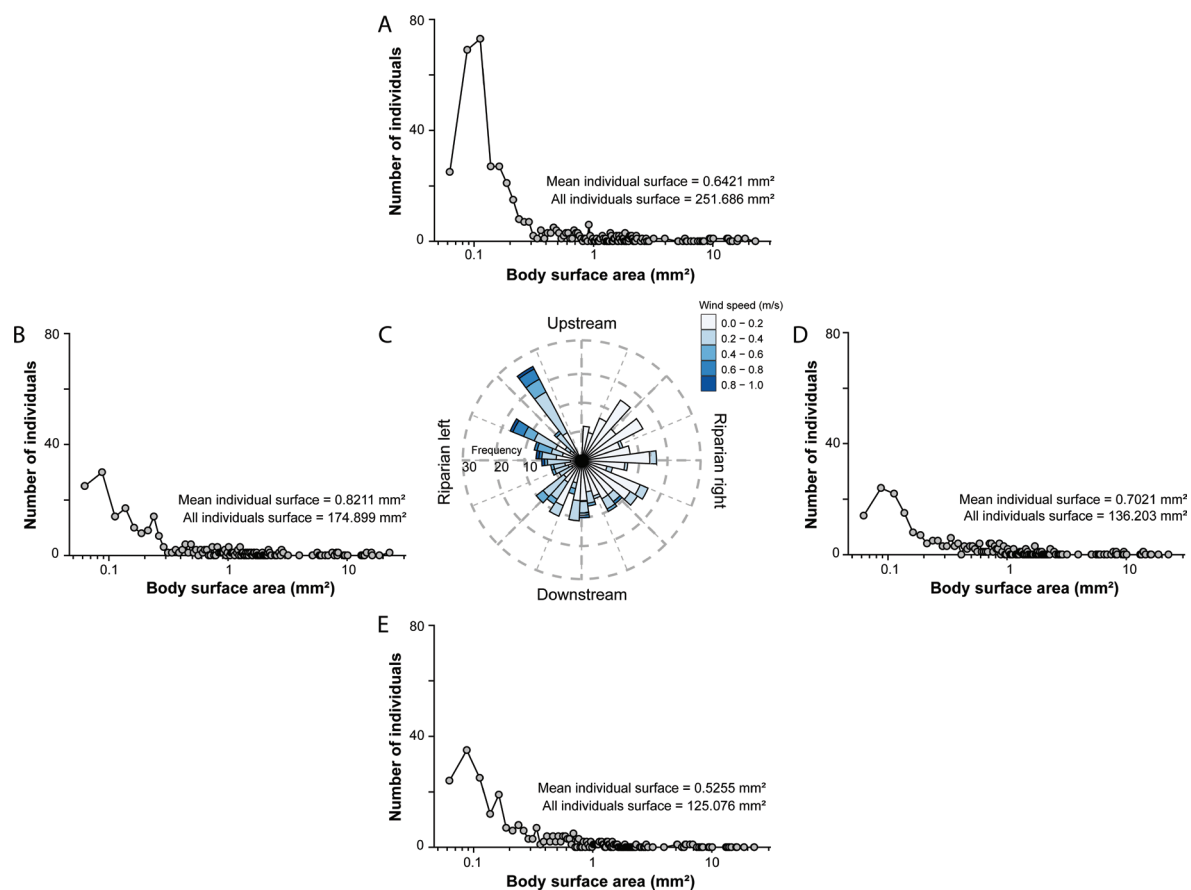 A
80
40
0
Number of individuals
Mean individual surface = 0.6421 mm²
All individuals surface = 251.686 mm²
0.1 1 10
Body surface area (mm²)
B
80
40
0
Number of individuals
Mean individual surface = 0.8211 mm²
All individuals surface = 174.899 mm²
0.1 1 10
Body surface area (mm²)
C
Wind speed (m/s)
0.0 – 0.2
0.2 – 0.4
0.4 – 0.6
0.6 – 0.8
0.8 – 1.0
Upstream
Riparian left
Riparian right
Frequency
30 20 10
Downstream
D
80
40
0
Number of individuals
Mean individual surface = 0.7021 mm²
All individuals surface = 136.203 mm²
0.1 1 10
Body surface area (mm²)
E
80
40
0
Number of individuals
Mean individual surface = 0.5255 mm²
All individuals surface = 125.076 mm²
0.1 1 10
Body surface area (mm²)